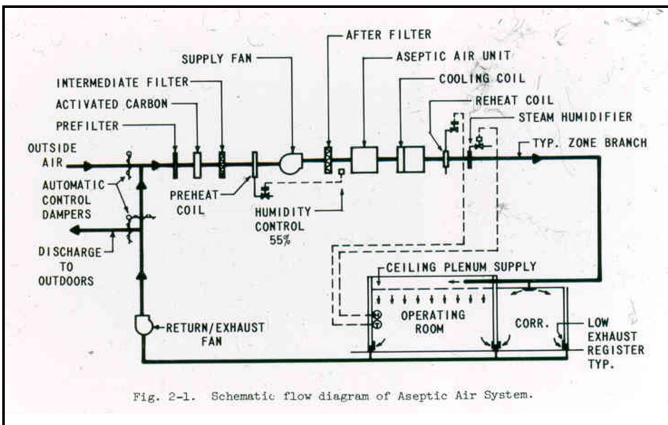 AFTER FILTER
SUPPLY FAN
ASEPTIC AIR UNIT
COOLING COIL
INTERMEDIATE FILTER
REHEAT COIL
ACTIVATED CARBON
STEAM HUMIDIFIER
PREFILTER
TYP. ZONE BRANCH
OUTSIDE
AIR
AUTOMATIC
CONTROL
DAMPERS
PREHEAT
COIL
HUMIDITY
CONTROL
55%
DISCHARGE
TO
OUTDOORS
CEILING PLENUM SUPPLY
OPERATING
ROOM
CORR.
LOW
EXHAUST
REGISTER
TYP.
RETURN/EXHAUST
FAN
Fig. 2-1. Schematic flow diagram of Aseptic Air System.